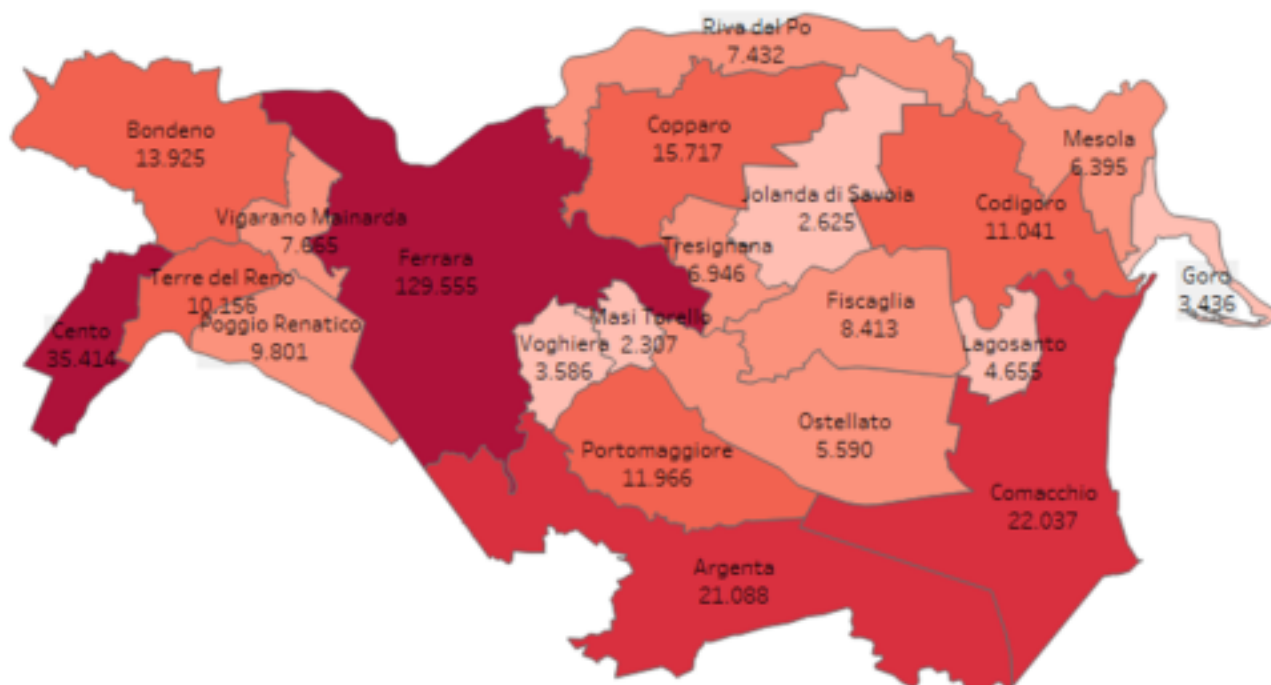 Riva del Po
7.432
Bondeno
13.925
Copparo
15.717
Mesola
6.395
Vigarano Mainarda
7.665
Jolanda di Savoia
2.625
Codigoro
11.041
Ferrara
129.555
Tresignana
6.946
Terre del Reno
10.156
Goro
3.436
Fiscaglia
8.413
Cento
35.414
Poggio Renatico
9.801
Masi Torello
2.307
Voghiera
3.586
Lagosanto
4.655
Ostellato
5.590
Portomaggiore
11.966
Comacchio
22.037
Argenta
21.088